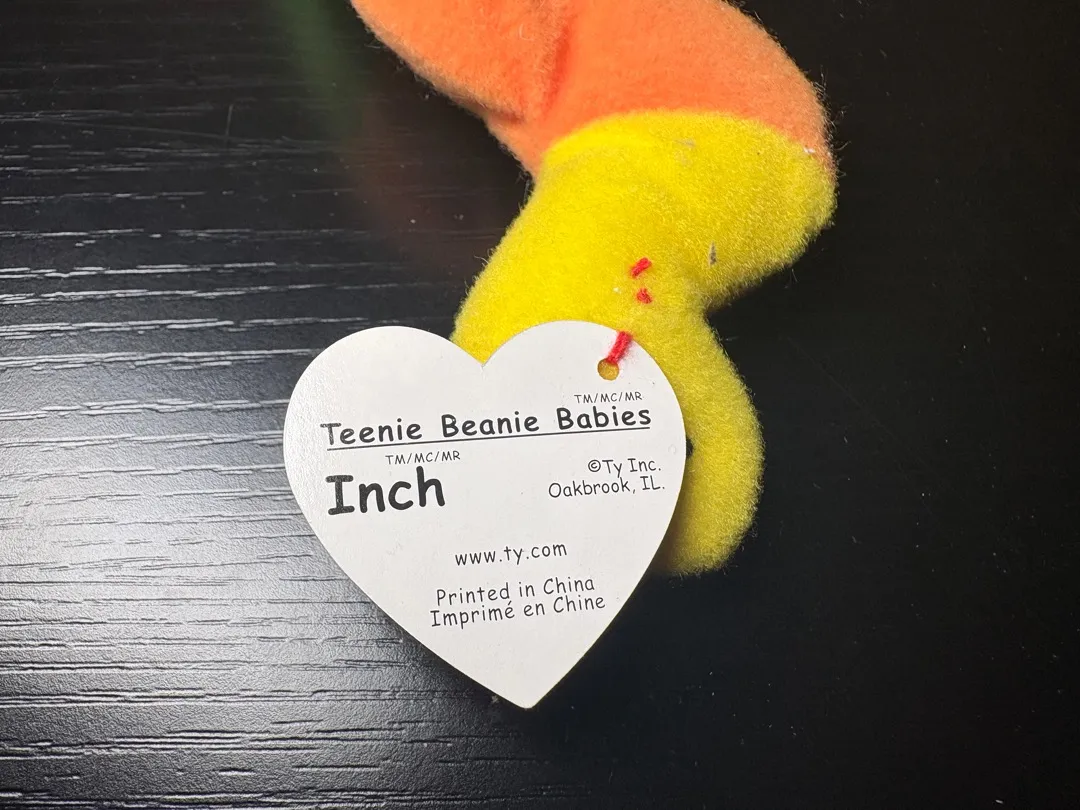 TM/MC/MR
Teenie Beanie Babies
TM/MC/MR
Inch
©Ty Inc.
Oakbrook, IL.
www.ty.com
Printed in China
Imprimé en Chine